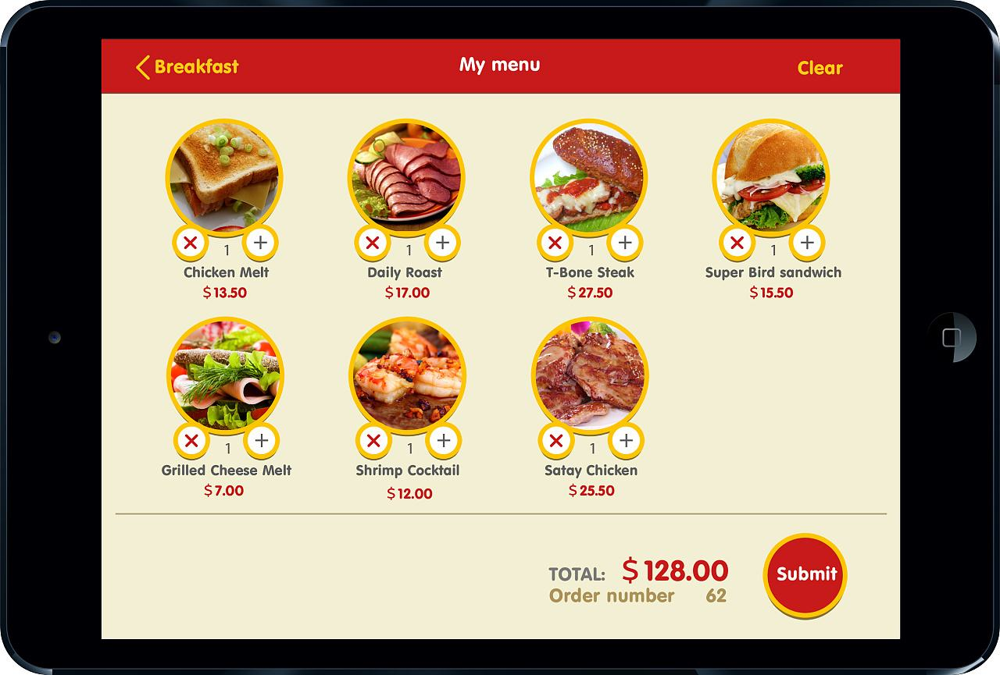 Breakfast
My menu
Clear
1
1
1
1
Chicken Melt
Daily Roast
T-Bone Steak
Super Bird sandwich
$13.50
$17.00
$27.50
$15.50
1
1
1
Grilled Cheese Melt
Shrimp Cocktail
Satay Chicken
$7.00
$12.00
$25.50
TOTAL: $128.00
Order number 62
Submit